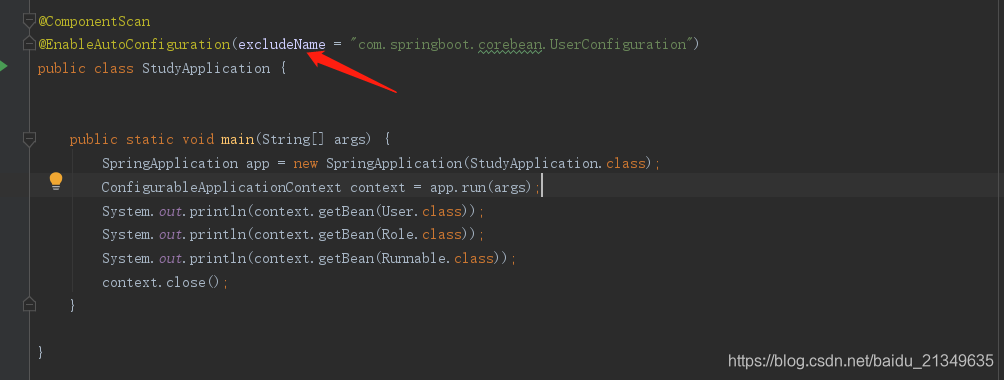 @ComponentScan
@EnableAutoConfiguration(excludeName = "com.springboot.corebean.UserConfiguration")
public class StudyApplication {
public static void main(String[] args) {
SpringApplication app = new SpringApplication(StudyApplication.class);
ConfigurableApplicationContext context = app.run(args);
System.out.println(context.getBean(User.class));
System.out.println(context.getBean(Role.class));
System.out.println(context.getBean(Runnable.class));
context.close();
}
}
https://blog.csdn.net/baidu_21349635